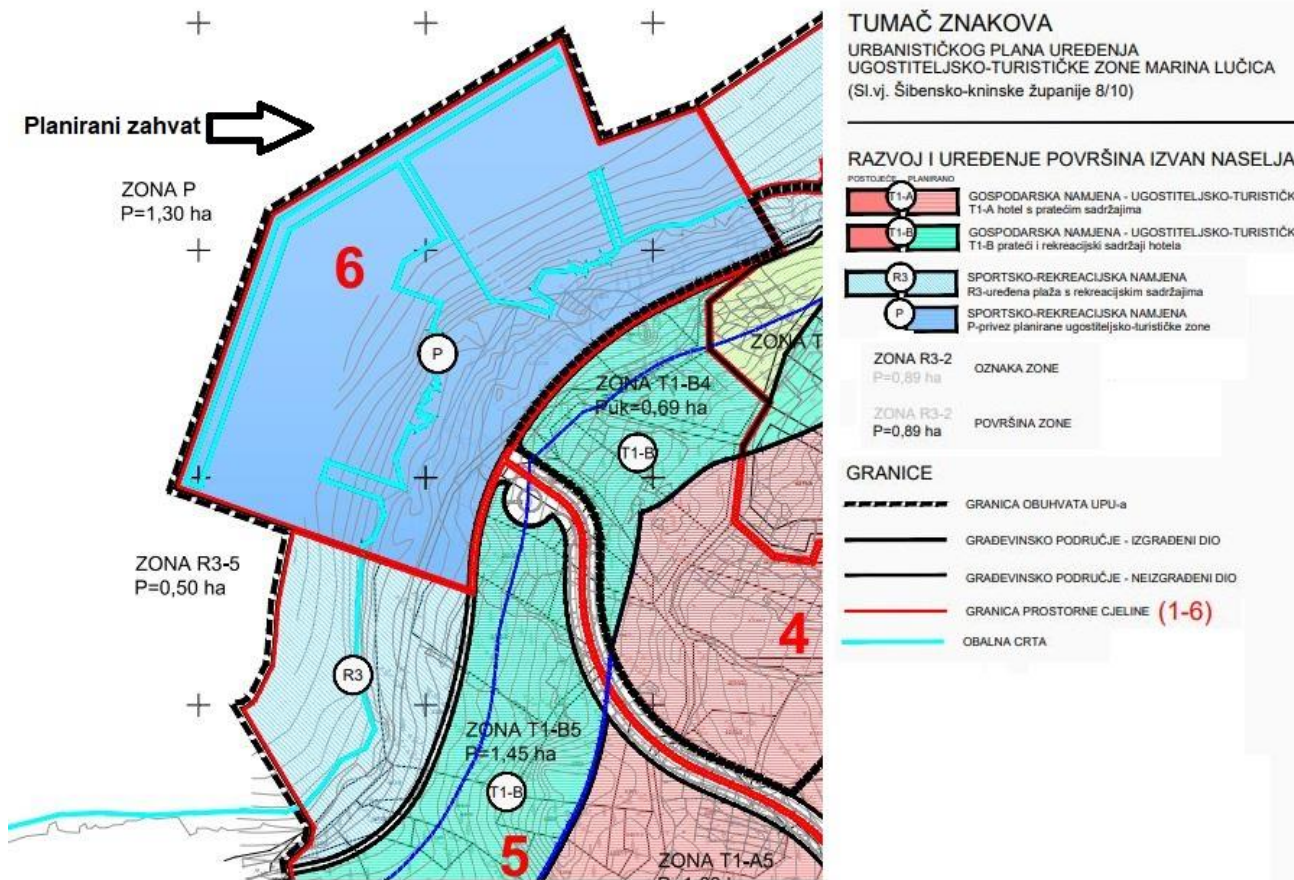 Planirani zahvat
ZONA P
P=1,30 ha
6
P
ZONA T
ZONA T1-B4
Puk=0,69 ha
T1-B
ZONA R3-5
P=0,50 ha
4
R3
ZONA T1-B5
P=1,45 ha
T1-B
5
ZONA T1-A5
TUMAČ ZNAKOVA
URBANISTIČKOG PLANA UREĐENJA
UGOSTITELJSKO-TURISTIČKE ZONE MARINA LUČICA
(Sl.vj. Šibensko-kninske županije 8/10)
RAZVOJ I UREĐENJE POVRŠINA IZVAN NASELJA
POSTOJEĆE PLANIRANO
T1-A
GOSPODARSKA NAMJENA - UGOSTITELJSKO-TURISTIČK
T1-A hotel s pratećim sadržajima
T1-B
GOSPODARSKA NAMJENA - UGOSTITELJSKO-TURISTIČK
T1-B prateći i rekreacijski sadržaji hotela
R3
SPORTSKO-REKREACIJSKA NAMJENA
R3-uređena plaža s rekreacijskim sadržajima
P
SPORTSKO-REKREACIJSKA NAMJENA
P-privez planirane ugostiteljsko-turističke zone
ZONA R3-2
P=0,89 ha
OZNAKA ZONE
ZONA R3-2
P=0,89 ha
POVRŠINA ZONE
GRANICE
GRANICA OBUHVATA UPU-a
GRAĐEVINSKO PODRUČJE - IZGRAĐENI DIO
GRAĐEVINSKO PODRUČJE - NEIZGRAĐENI DIO
GRANICA PROSTORNE CJELINE (1-6)
OBALNA CRTA